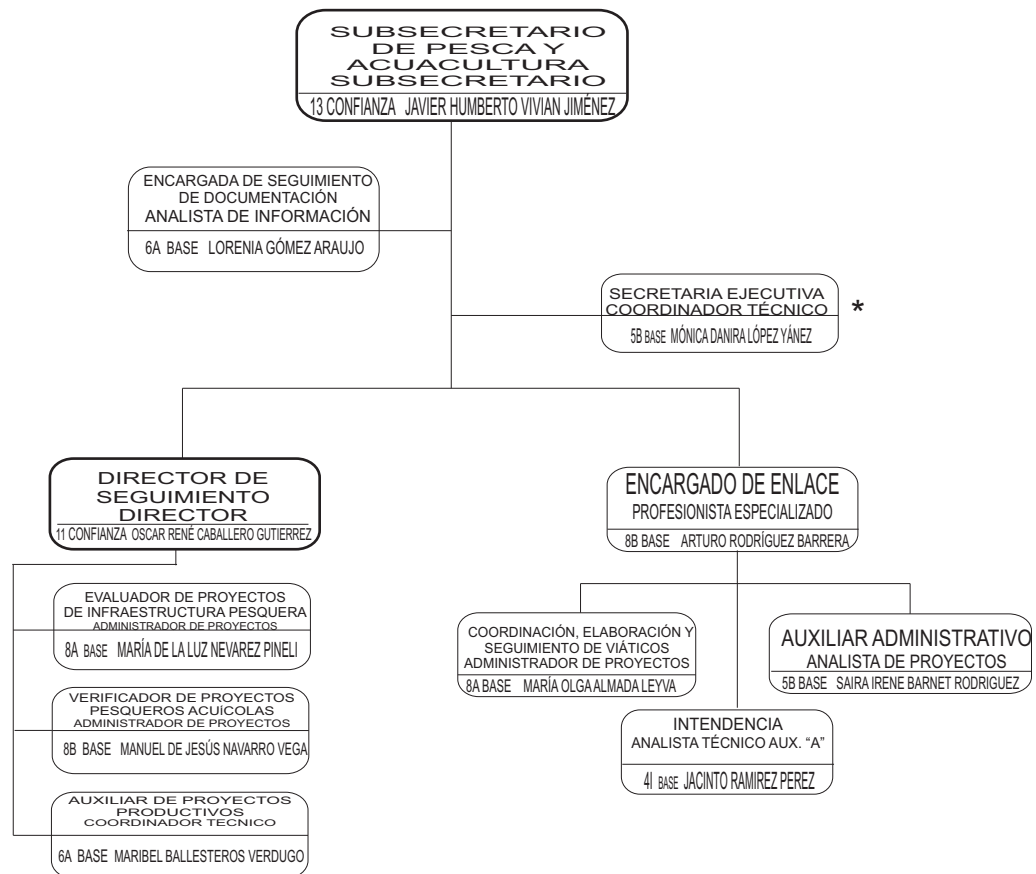 SUBSECRETARIO
DE PESCA Y
ACUACULTURA
SUBSECRETARIO
13 CONFIANZA JAVIER HUMBERTO VIVIAN JIMÉNEZ
ENCARGADA DE SEGUIMIENTO
DE DOCUMENTACIÓN
ANALISTA DE INFORMACIÓN
6A BASE LORENIA GÓMEZ ARAUJO
SECRETARIA EJECUTIVA
COORDINADOR TÉCNICO
*
5B BASE MÓNICA DANIRA LÓPEZ YÁNEZ
DIRECTOR DE
SEGUIMIENTO
DIRECTOR
11 CONFIANZA OSCAR RENÉ CABALLERO GUTIERREZ
ENCARGADO DE ENLACE
PROFESIONISTA ESPECIALIZADO
8B BASE ARTURO RODRÍGUEZ BARRERA
EVALUADOR DE PROYECTOS
DE INFRAESTRUCTURA PESQUERA
ADMINISTRADOR DE PROYECTOS
8A BASE MARÍA DE LA LUZ NEVAREZ PINELI
VERIFICADOR DE PROYECTOS
PESQUEROS ACUÍCOLAS
ADMINISTRADOR DE PROYECTOS
8B BASE MANUEL DE JESÚS NAVARRO VEGA
AUXILIAR DE PROYECTOS
PRODUCTIVOS
COORDINADOR TECNICO
6A BASE MARIBEL BALLESTEROS VERDUGO
COORDINACIÓN, ELABORACIÓN Y
SEGUIMIENTO DE VIÁTICOS
ADMINISTRADOR DE PROYECTOS
8A BASE MARÍA OLGA ALMADA LEYVA
AUXILIAR ADMINISTRATIVO
ANALISTA DE PROYECTOS
5B BASE SAIRA IRENE BARNET RODRIGUEZ
INTENDENCIA
ANALISTA TÉCNICO AUX. “A”
4I BASE JACINTO RAMIREZ PEREZ